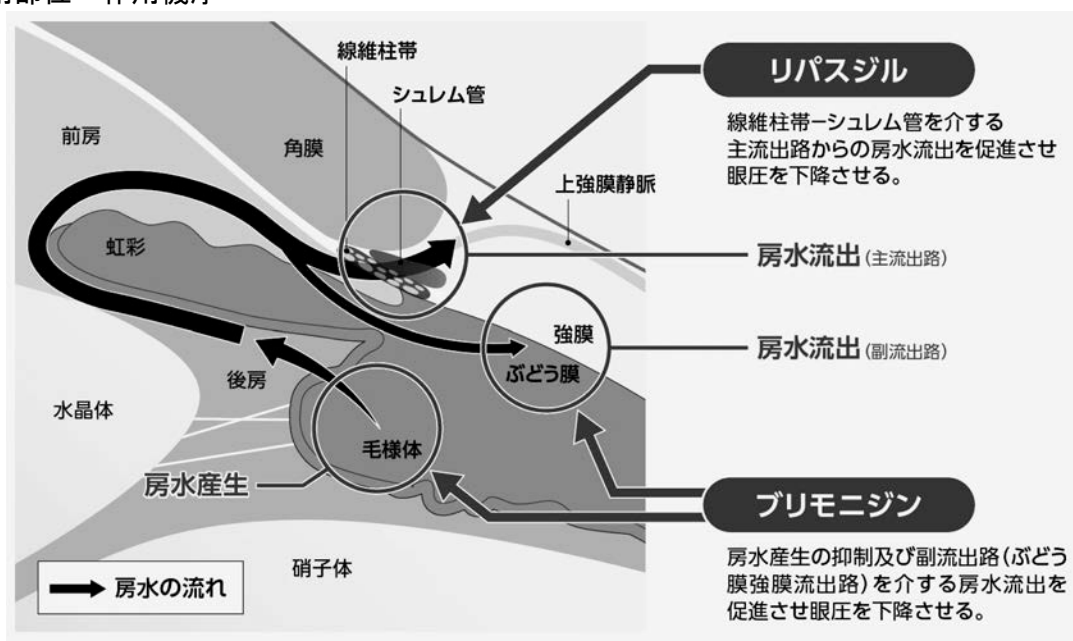 線維柱帯
シュレム管
前房
角膜
上強膜静脈
虹彩
強膜
ぶどう膜
後房
水晶体
毛様体
房水産生
硝子体
房水の流れ
リパスジル
線維柱帯ーシュレム管を介する
主流出路からの房水流出を促進させ
眼圧を下降させる。
房水流出(主流出路)
房水流出(副流出路)
ブリモニジン
房水産生の抑制及び副流出路(ぶどう
膜強膜流出路)を介する房水流出を
促進させ眼圧を下降させる。